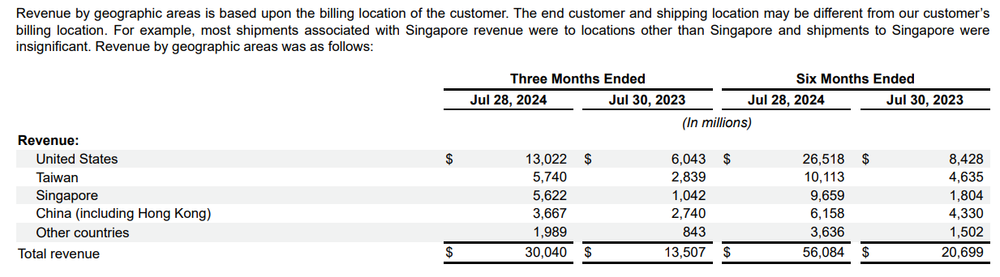 Revenue by geographic areas is based upon the billing location of the customer. The end customer and shipping location may be different from our customer's
billing location. For example, most shipments associated with Singapore revenue were to locations other than Singapore and shipments to Singapore were
insignificant. Revenue by geographic areas was as follows:
Three Months Ended Six Months Ended
Jul 28, 2024 Jul 30, 2023 Jul 28, 2024 Jul 30, 2023
(In millions)
Revenue:
United States $ 13,022 $ 6,043 $ 26,518 $ 8,428
Taiwan 5,740 2,839 10,113 4,635
Singapore 5,622 1,042 9,659 1,804
China (including Hong Kong) 3,667 2,740 6,158 4,330
Other countries 1,989 843 3,636 1,502
Total revenue $ 30,040 $ 13,507 $ 56,084 $ 20,699